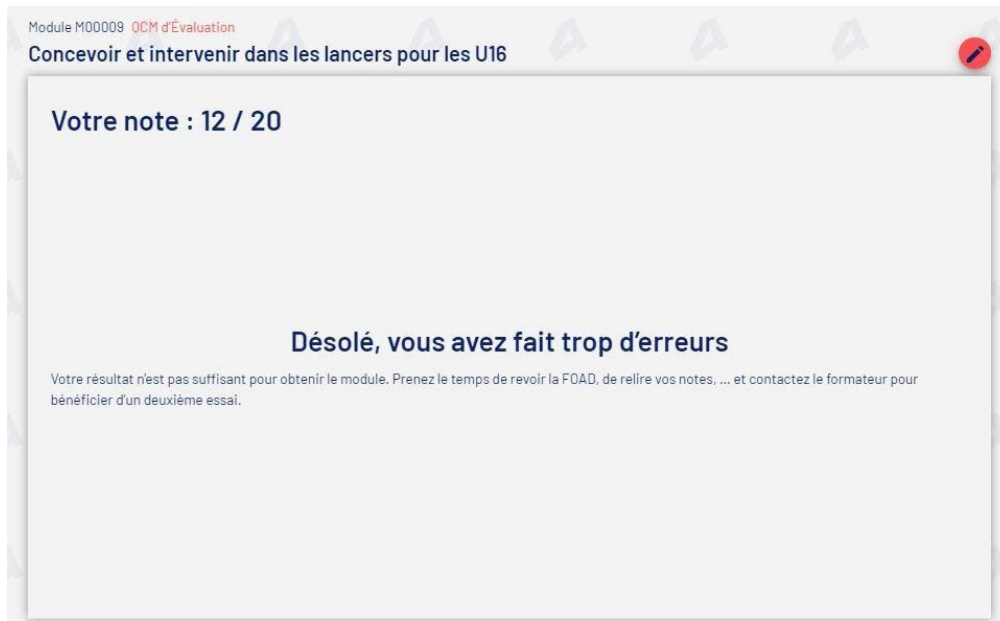 Module M00009 QCM d'Évaluation
Concevoir et intervenir dans les lancers pour les U16
Votre note : 12 / 20
Désolé, vous avez fait trop d'erreurs
Votre résultat n'est pas suffisant pour obtenir le module. Prenez le temps de revoir la FOAD, de relire vos notes, ... et contactez le formateur pour
bénéficier d'un deuxième essai.